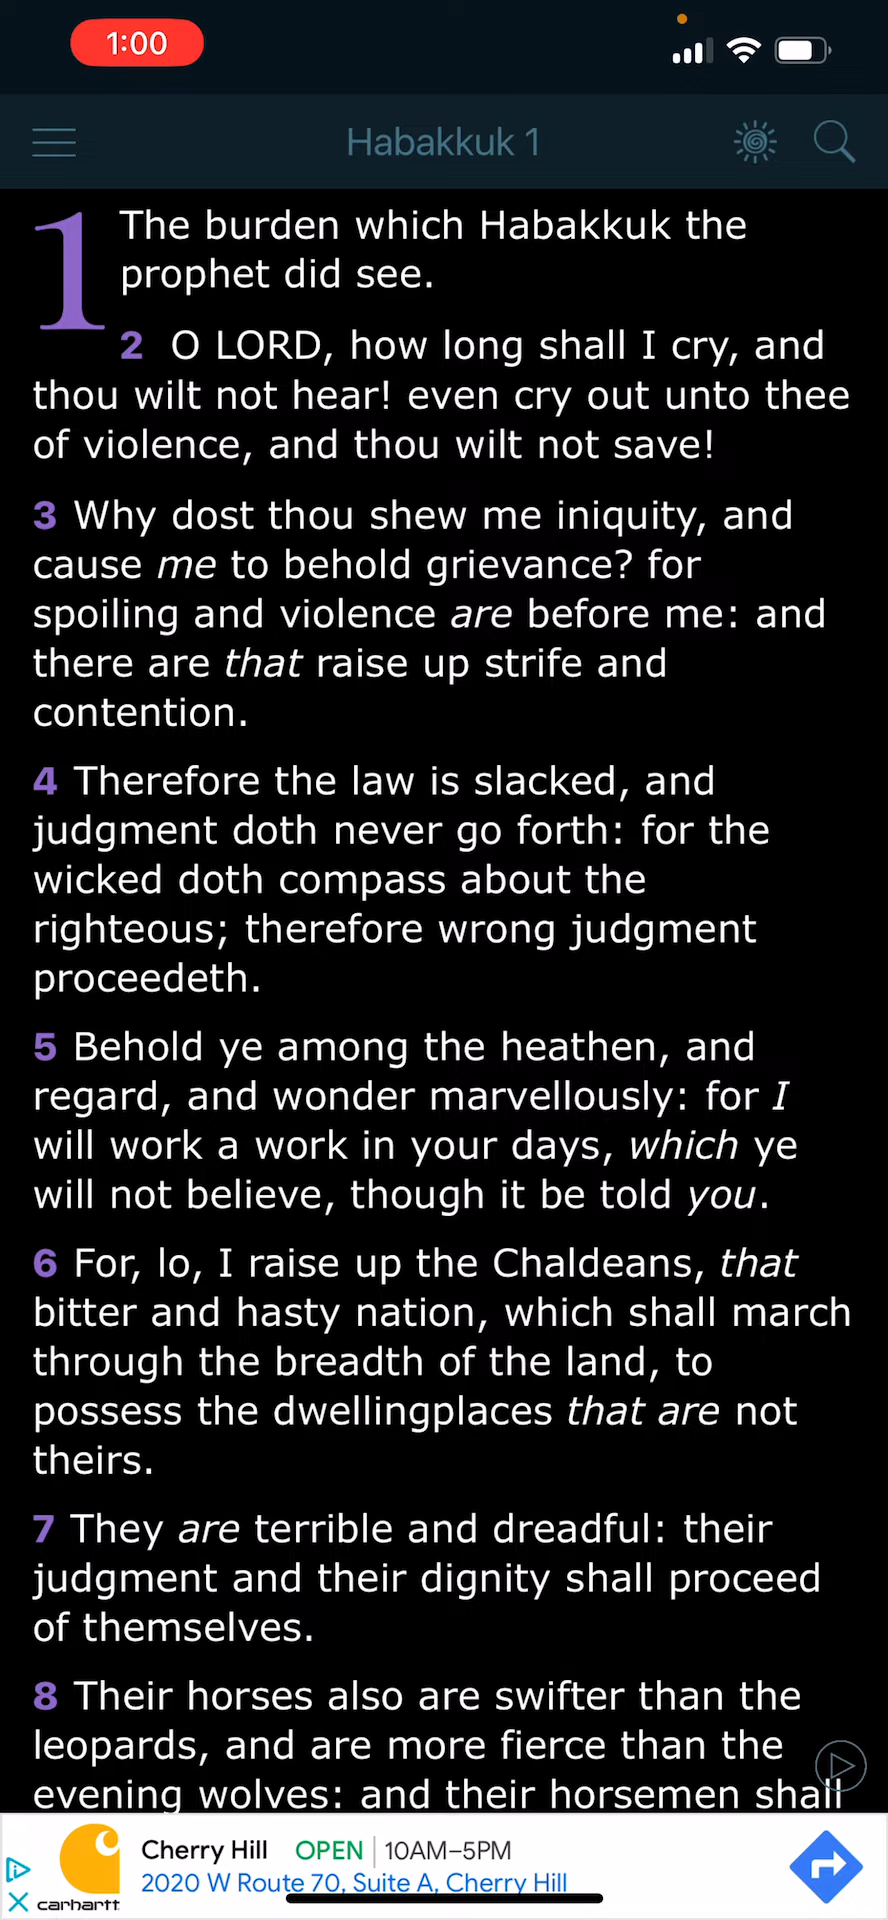 1:00
Habakkuk 1
1 The burden which Habakkuk the
prophet did see.
2 O LORD, how long shall I cry, and
thou wilt not hear! even cry out unto thee
of violence, and thou wilt not save!
3 Why dost thou shew me iniquity, and
cause me to behold grievance? for
spoiling and violence are before me: and
there are that raise up strife and
contention.
4 Therefore the law is slacked, and
judgment doth never go forth: for the
wicked doth compass about the
righteous; therefore wrong judgment
proceedeth.
5 Behold ye among the heathen, and
regard, and wonder marvellously: for I
will work a work in your days, which ye
will not believe, though it be told you.
6 For, lo, I raise up the Chaldeans, that
bitter and hasty nation, which shall march
through the breadth of the land, to
possess the dwellingplaces that are not
theirs.
7 They are terrible and dreadful: their
judgment and their dignity shall proceed
of themselves.
8 Their horses also are swifter than the
leopards, and are more fierce than the
evening wolves: and their horsemen shall
Cherry Hill OPEN 10AM–5PM
2020 W Route 70, Suite A, Cherry Hill
carhartt